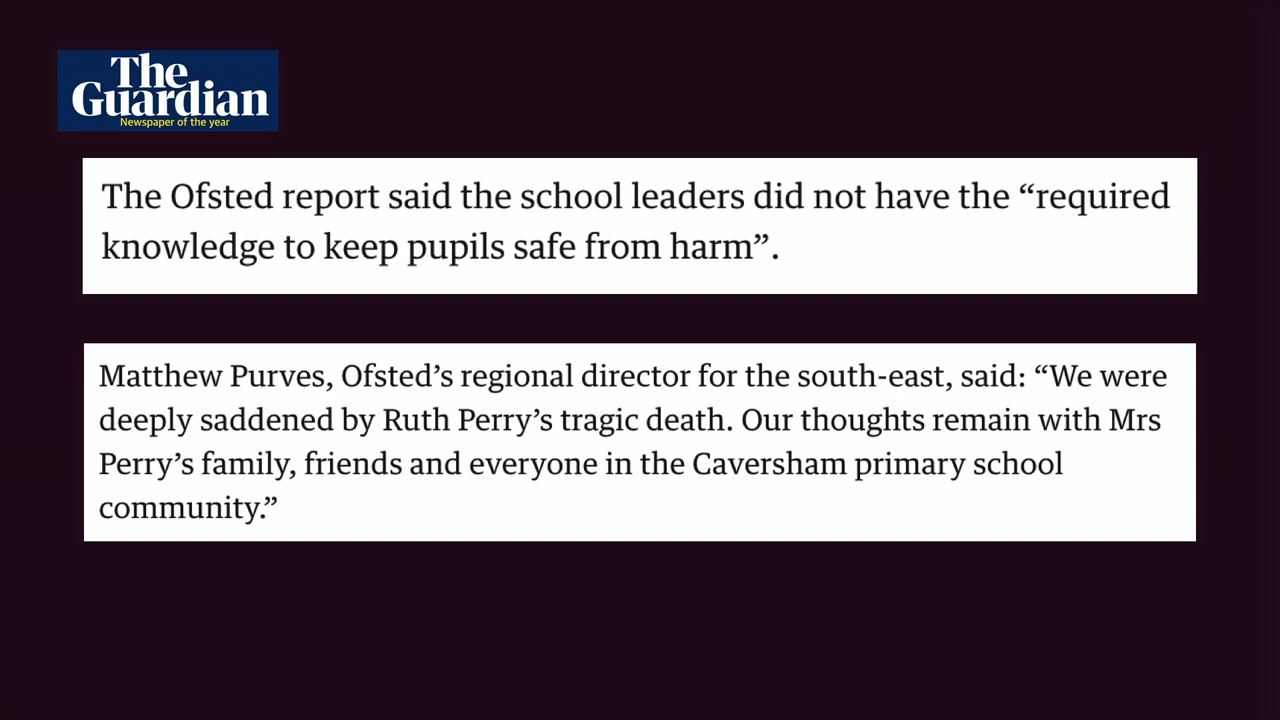 The
Guardian
Newspaper of the year
The Ofsted report said the school leaders did not have the “required
knowledge to keep pupils safe from harm”.
Matthew Purves, Ofsted’s regional director for the south-east, said: “We were
deeply saddened by Ruth Perry’s tragic death. Our thoughts remain with Mrs
Perry’s family, friends and everyone in the Caversham primary school
community.”